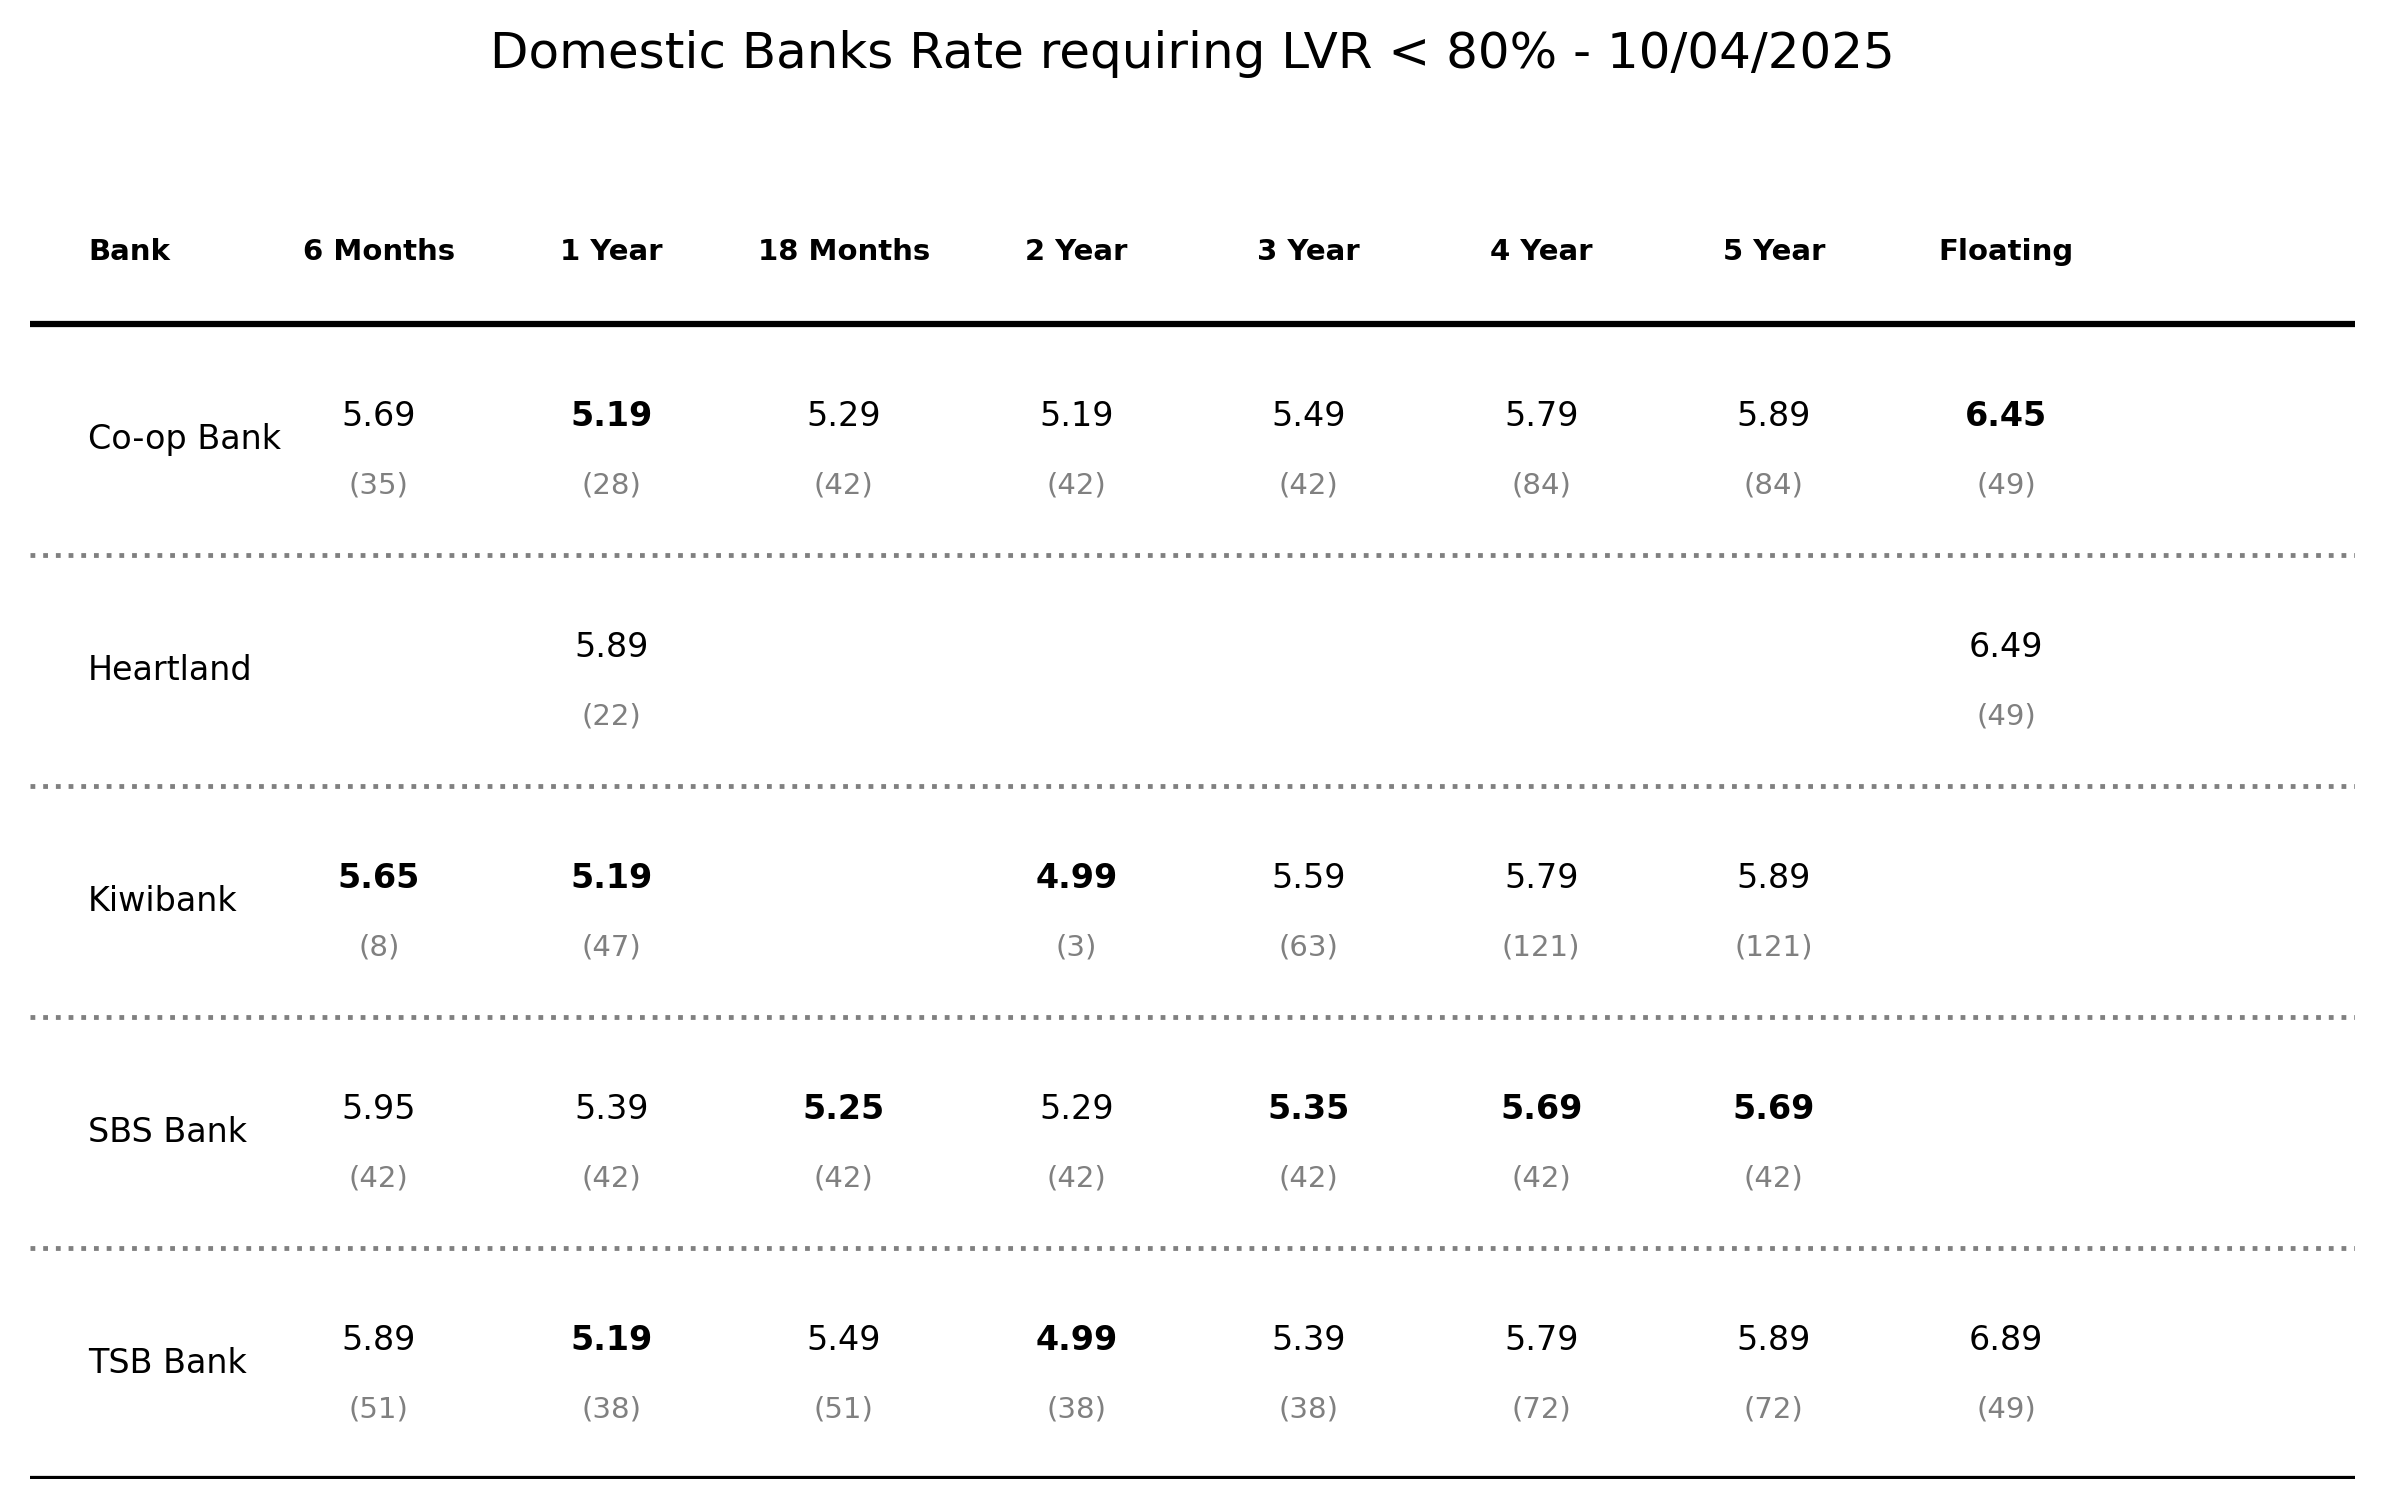 Domestic Banks Rate requiring LVR < 80% - 10/04/2025
Bank 6 Months 1 Year 18 Months 2 Year 3 Year 4 Year 5 Year Floating
Co-op Bank 5.69 5.19 5.29 5.19 5.49 5.79 5.89 6.45
(35) (28) (42) (42) (42) (84) (84) (49)
Heartland 5.89 6.49
(22) (49)
Kiwibank 5.65 5.19 4.99 5.59 5.79 5.89
(8) (47) (3) (63) (121) (121)
SBS Bank 5.95 5.39 5.25 5.29 5.35 5.69 5.69
(42) (42) (42) (42) (42) (42) (42)
TSB Bank 5.89 5.19 5.49 4.99 5.39 5.79 5.89 6.89
(51) (38) (51) (38) (38) (72) (72) (49)